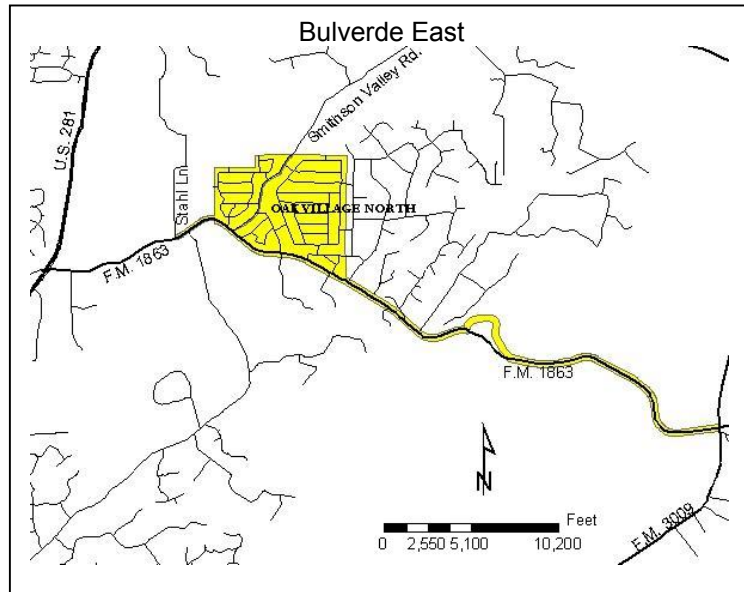 Bulverde East
Smithson Valley Rd.
U.S. 281
Stahl Ln
OAK VILLAGE NORTH
F.M. 1863
F.M. 1863
N
Feet
0 2,550 5,100 10,200
F.M. 3009